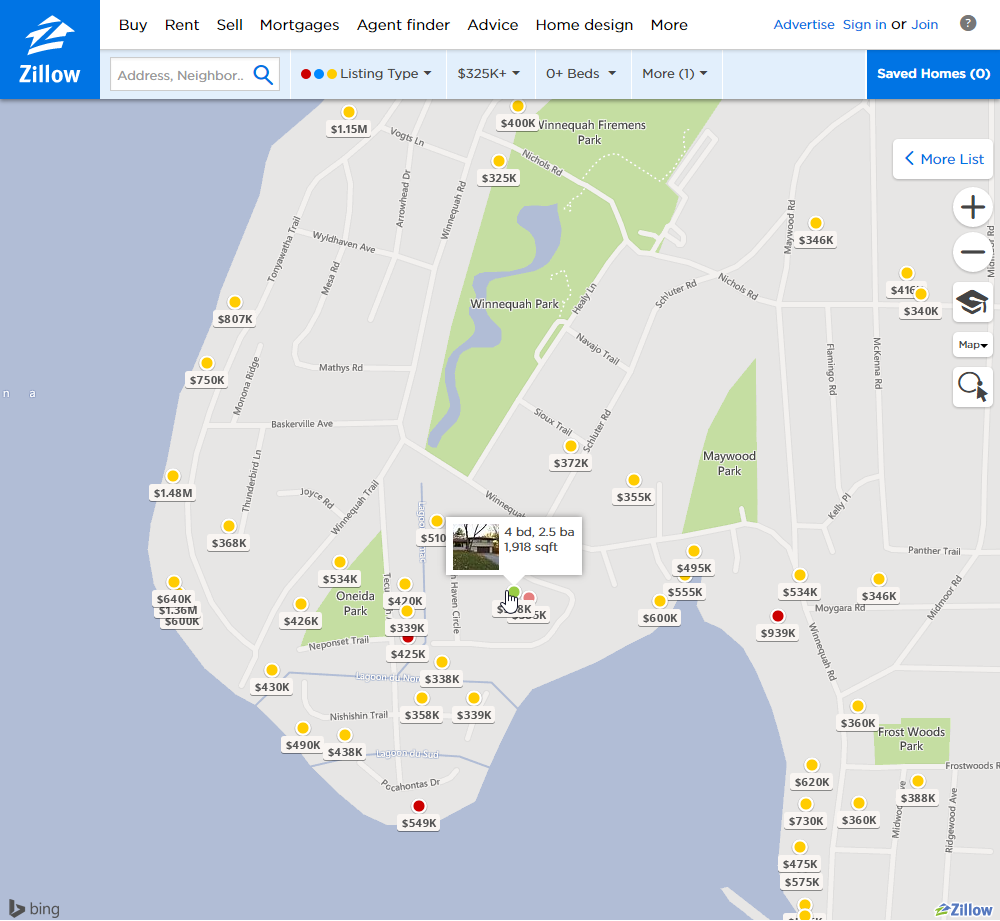 Buy Rent Sell Mortgages Agent finder Advice Home design More
Advertise Sign in or Join ?
Zillow
Address, Neighbor..
Listing Type
$325K+
0+ Beds
More (1)
Saved Homes (0)
$1.15M
$400K
Winnequah Firemens
Park
Vogts Ln
Nichols Rd
More List
$325K
Arrowhead Dr
Winnequah Rd
Tonyawatha Trail
Wyldhaven Ave
Mesa Rd
Maywood Rd
$346K
$416K
$340K
Nichols Rd
Schluter Rd
Healy Ln
Winnequah Park
$807K
Map
Navajo Trail
Flamingo Rd
McKenna Rd
Mathys Rd
$750K
Monona Ridge
n a
Baskerville Ave
Sioux Trail
Schluter Rd
$372K
Maywood
Park
Thunderbird Ln
$1.48M
Joyce Rd
Winnequah Trail
Winnequah
$355K
Kelly Pl
$368K
$510
4 bd, 2.5 ba
1,918 sqft
Panther Trail
$534K
$495K
$555K
$640K
$1.36M
$600K
Oneida
Park
$420K
$426K
$339K
$425K
Haven Circle
$600K
$534K
$346K
Moygara Rd
Midmoor Rd
$939K
Winnequah Rd
Neponset Trail
$430K
$338K
Nishishin Trail
$358K
$339K
$490K
$438K
Lagoon du Sud
Pocahontas Dr
$549K
$360K
Frost Woods
Park
Frostwoods R
$620K
$388K
$730K
$360K
Ridgewood Ave
$475K
$575K
bing
Zillow